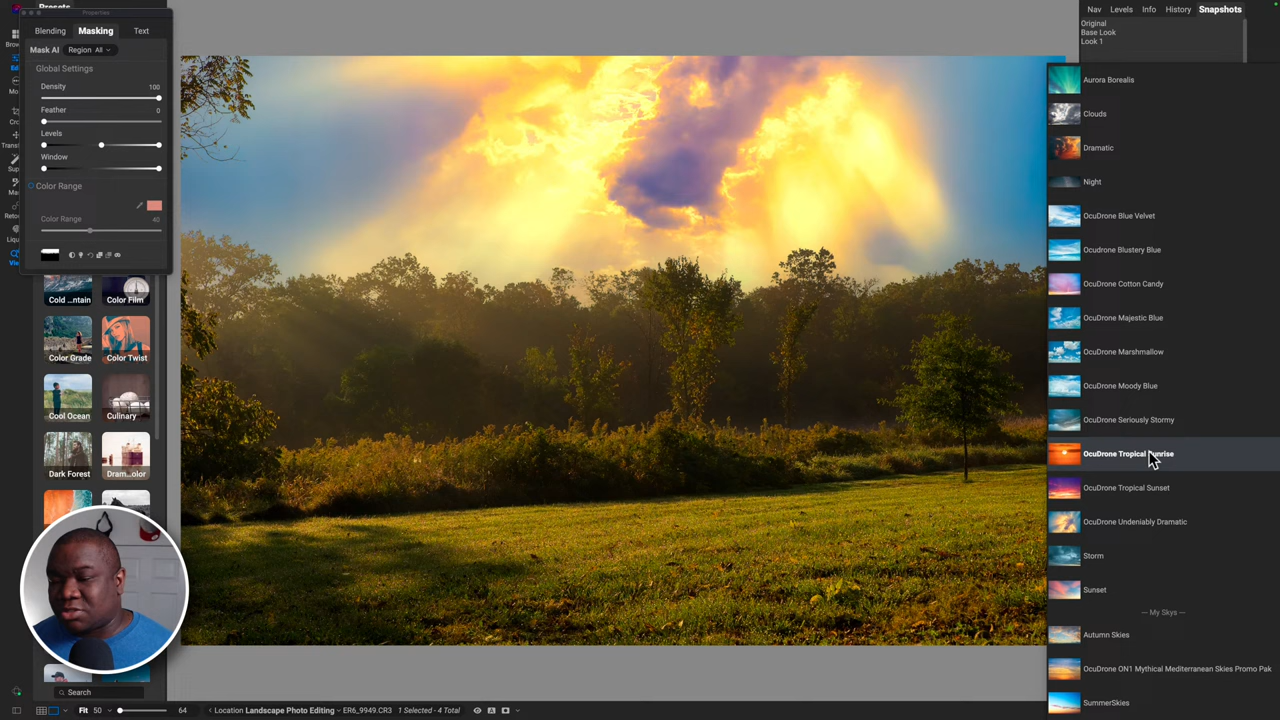 Presets
Properties
Blending Masking Text
Mask AI Region All
Global Settings
Density 100
Feather 0
Levels
Window
Color Range
Color Range 40
Cold ...ntain Color Film
Color Grade Color Twist
Cool Ocean Culinary
Dark Forest Dram...olor
Search
Fit 50 64
Location Landscape Photo Editing ▾ ER6_9949.CR3 1 Selected - 4 Total
Nav Levels Info History Snapshots
Original
Base Look
Look 1
Aurora Borealis
Clouds
Dramatic
Night
OcuDrone Blue Velvet
Ocudrone Blustery Blue
OcuDrone Cotton Candy
OcuDrone Majestic Blue
OcuDrone Marshmallow
OcuDrone Moody Blue
OcuDrone Seriously Stormy
OcuDrone Tropical Sunrise
OcuDrone Tropical Sunset
OcuDrone Undeniably Dramatic
Storm
Sunset
--- My Skys ---
Autumn Skies
OcuDrone ON1 Mythical Mediterranean Skies Promo Pak
SummerSkies